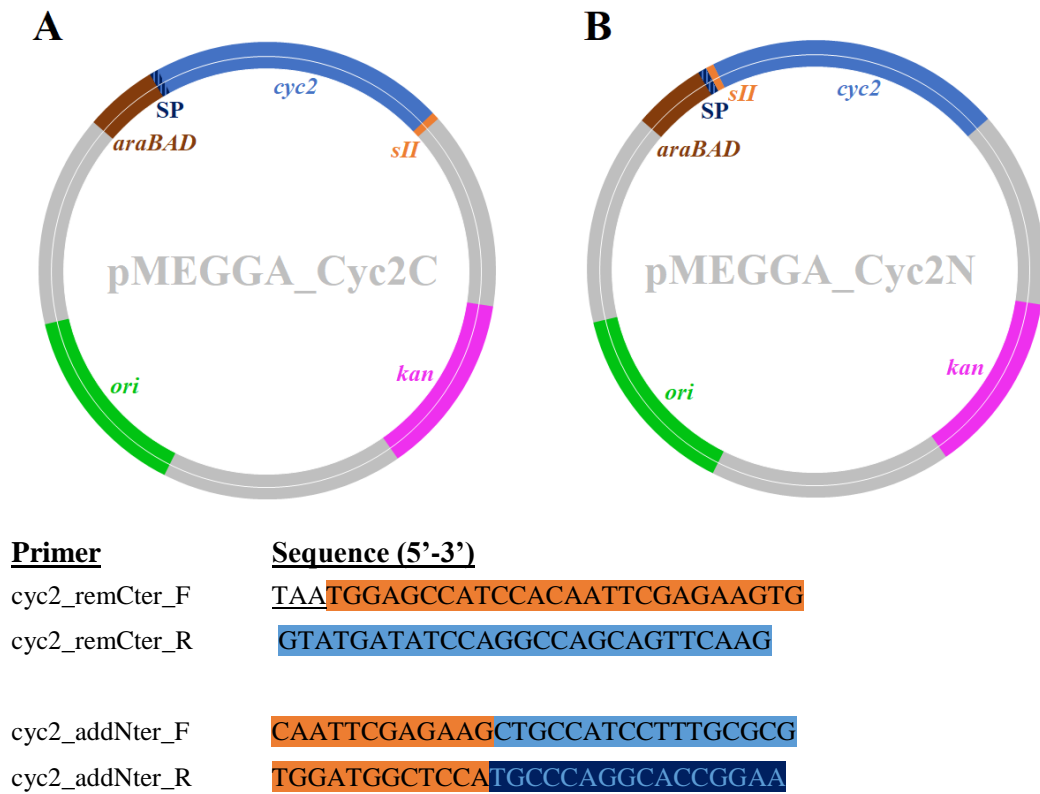 A
B
cyc2
cyc2
SP
sII
SP
araBAD
sII
araBAD
pMEGGA_Cyc2C
pMEGGA_Cyc2N
kan
kan
ori
ori
Primer Sequence (5’-3’)
cyc2_remCter_F TAATGGAGCCATCCACAATTCGAGAAGTG
cyc2_remCter_R GTATGATATCCAGGCCAGCAGTTCAAG
cyc2_addNter_F CAATTCGAGAAGCTGCCATCCTTTGCGCG
cyc2_addNter_R TGGATGGCTCCATGCCCAGGCACCGGAA